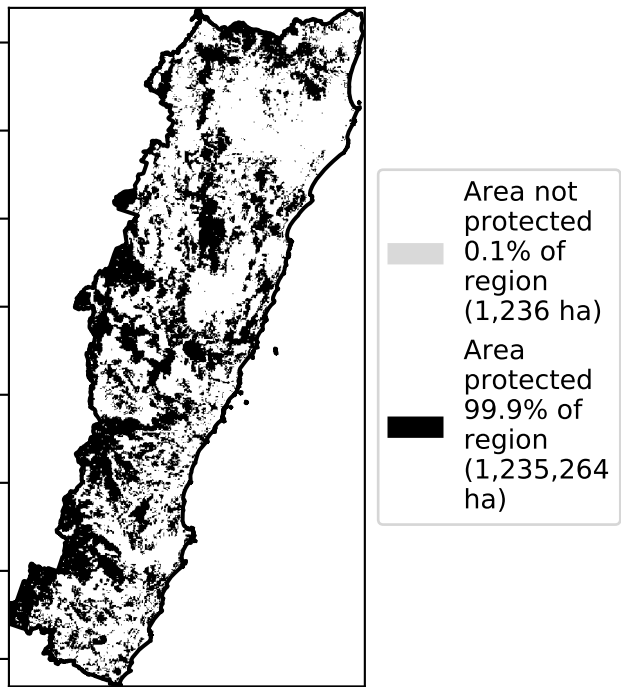 Area not
protected
0.1% of
region
(1,236 ha)
Area
protected
99.9% of
region
(1,235,264
ha)